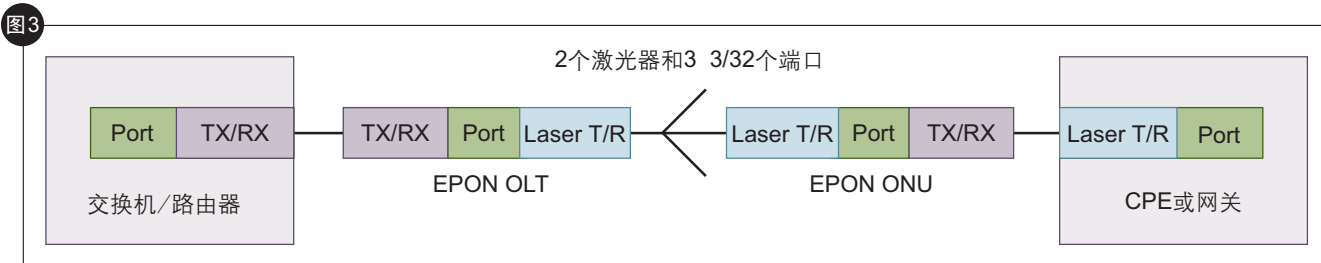 图3
2个激光器和3 3/32个端口
Port TX/RX TX/RX Port Laser T/R Laser T/R Port TX/RX Laser T/R Port
EPON OLT EPON ONU
交换机/路由器 CPE或网关